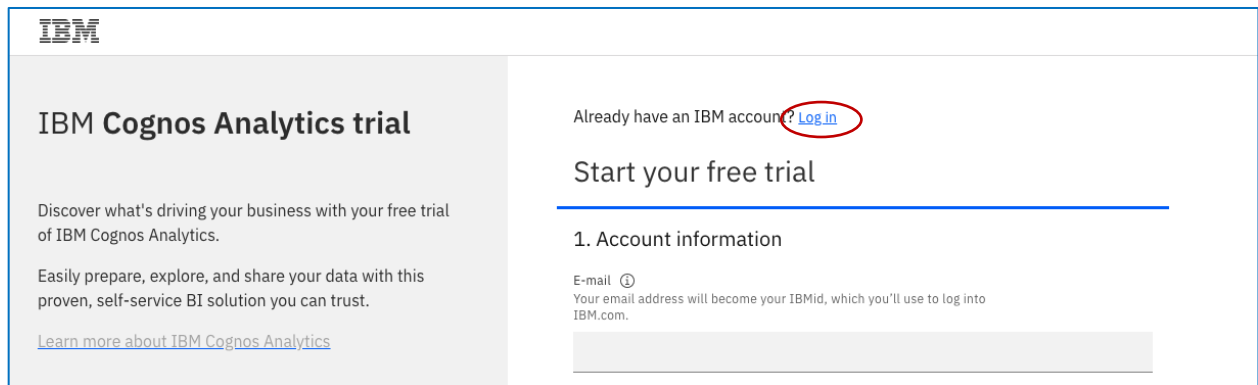 IBM
IBM Cognos Analytics trial
Discover what's driving your business with your free trial
of IBM Cognos Analytics.
Easily prepare, explore, and share your data with this
proven, self-service BI solution you can trust.
Learn more about IBM Cognos Analytics
Already have an IBM account? Log in
Start your free trial
1. Account information
E-mail
Your email address will become your IBMid, which you’ll use to log into
IBM.com.